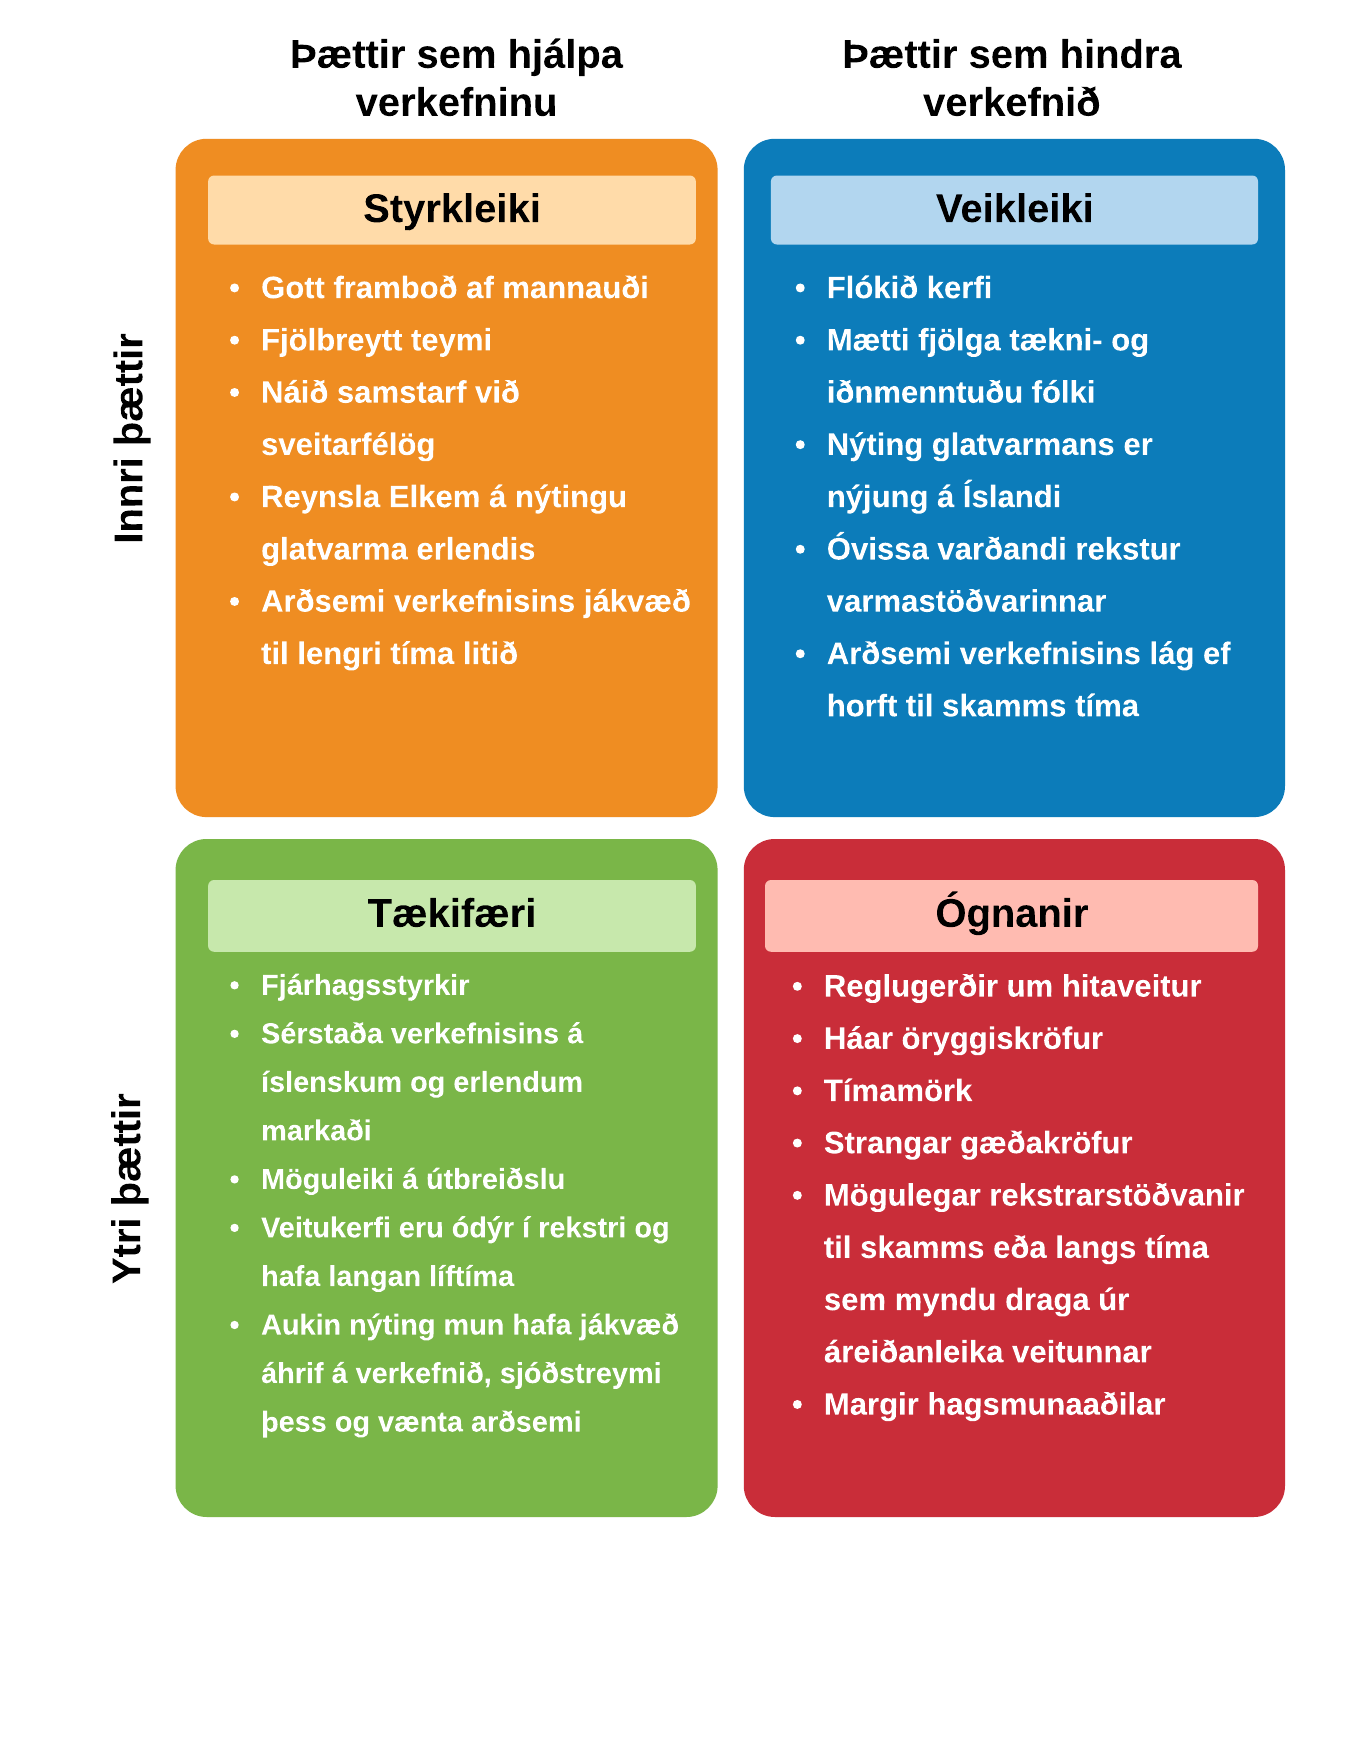 Þættir sem hjálpa
verkefninu
Þættir sem hindra
verkefnið
Innri þættir
Styrkleiki
• Gott framboð af mannauði
• Fjölbreytt teymi
• Náið samstarf við
sveitarfélög
• Reynsla Elkem á nýtingu
glatvarma erlendis
• Arðsemi verkefnisins jákvæð
til lengri tíma litið
Veikleiki
• Flókið kerfi
• Mætti fjölga tækni- og
iðnmenntuðu fólki
• Nýting glatvarmans er
nýjung á Íslandi
• Óvissa varðandi rekstur
varmastöðvarinnar
• Arðsemi verkefnisins lág ef
horft til skamms tíma
Ytri þættir
Tækifæri
• Fjárhagsstyrkir
• Sérstaða verkefnisins á
íslenskum og erlendum
markaði
• Möguleiki á útbreiðslu
• Veitukerfi eru ódýr í rekstri og
hafa langan líftíma
• Aukin nýting mun hafa jákvæð
áhrif á verkefnið, sjóðstreymi
þess og vænta arðsemi
Ógnanir
• Reglugerðir um hitaveitur
• Háar öryggiskröfur
• Tímamörk
• Strangar gæðakröfur
• Mögulegar rekstrarstöðvanir
til skamms eða langs tíma
sem myndu draga úr
áreiðanleika veitunnar
• Margir hagsmunaaðilar